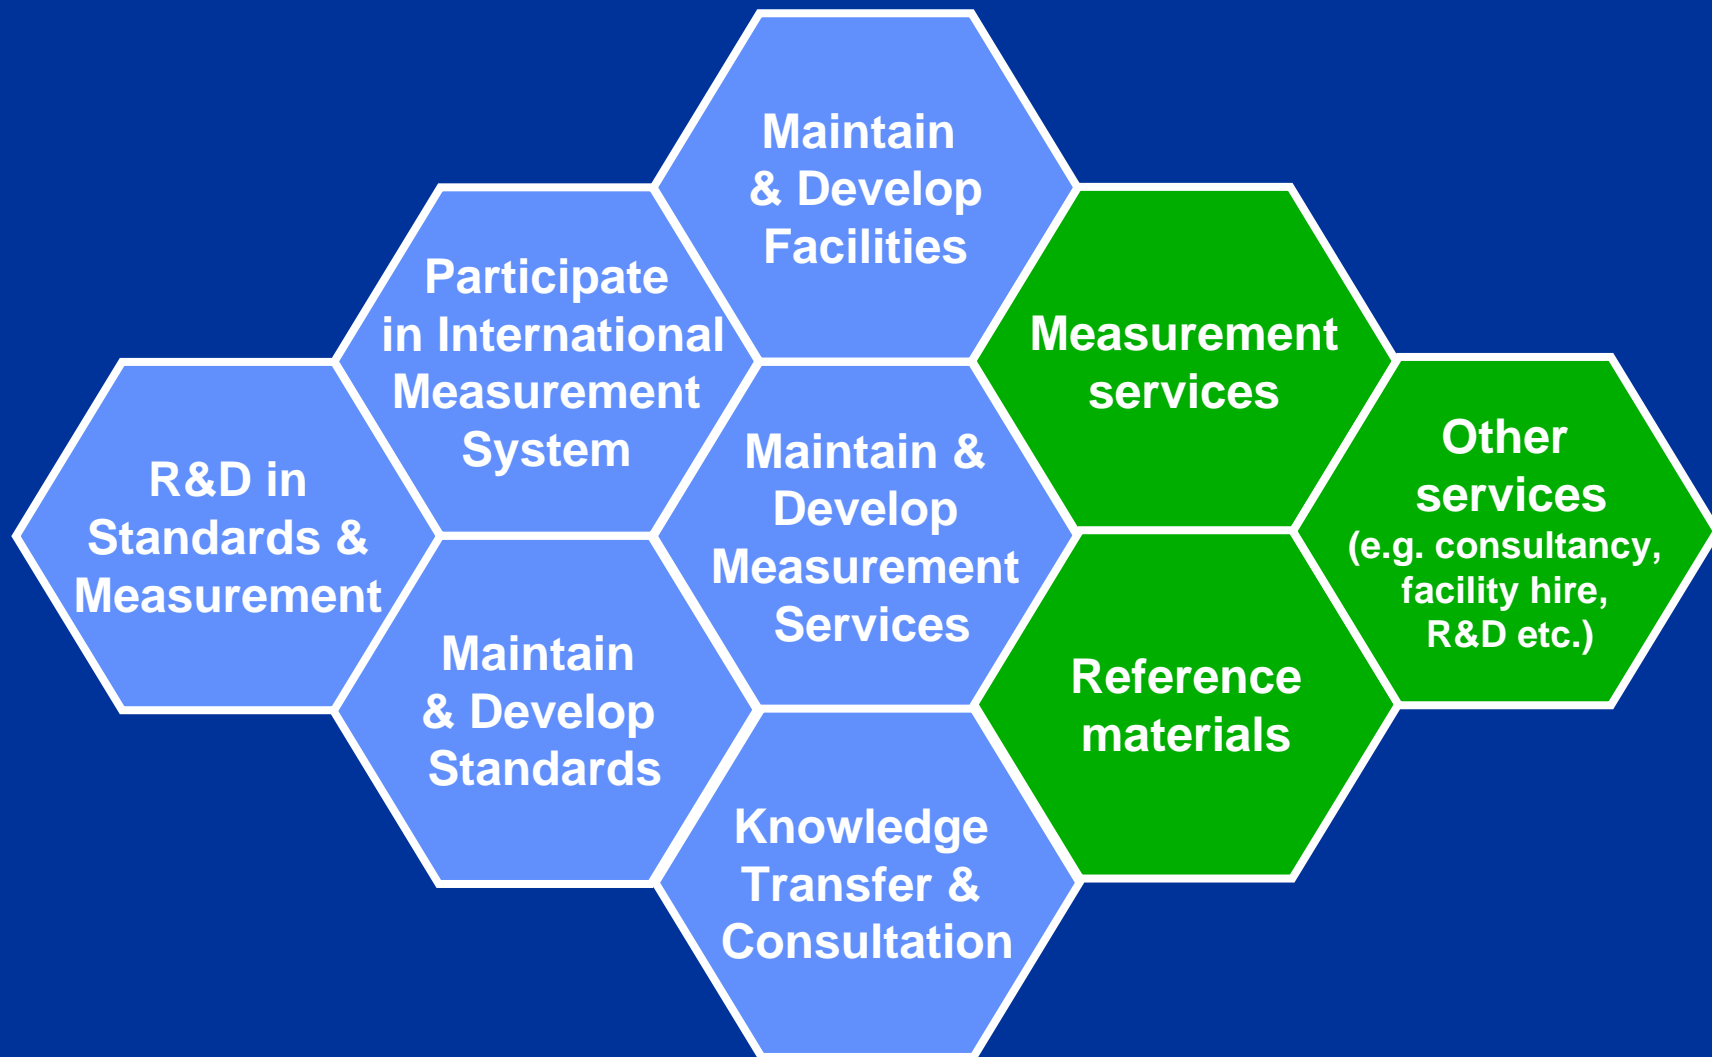 Maintain
& Develop
Facilities
Participate
in International
Measurement
System
Measurement
services
R&D in
Standards &
Measurement
Maintain &
Develop
Measurement
Services
Other
services
(e.g. consultancy,
facility hire,
R&D etc.)
Maintain
& Develop
Standards
Reference
materials
Knowledge
Transfer &
Consultation